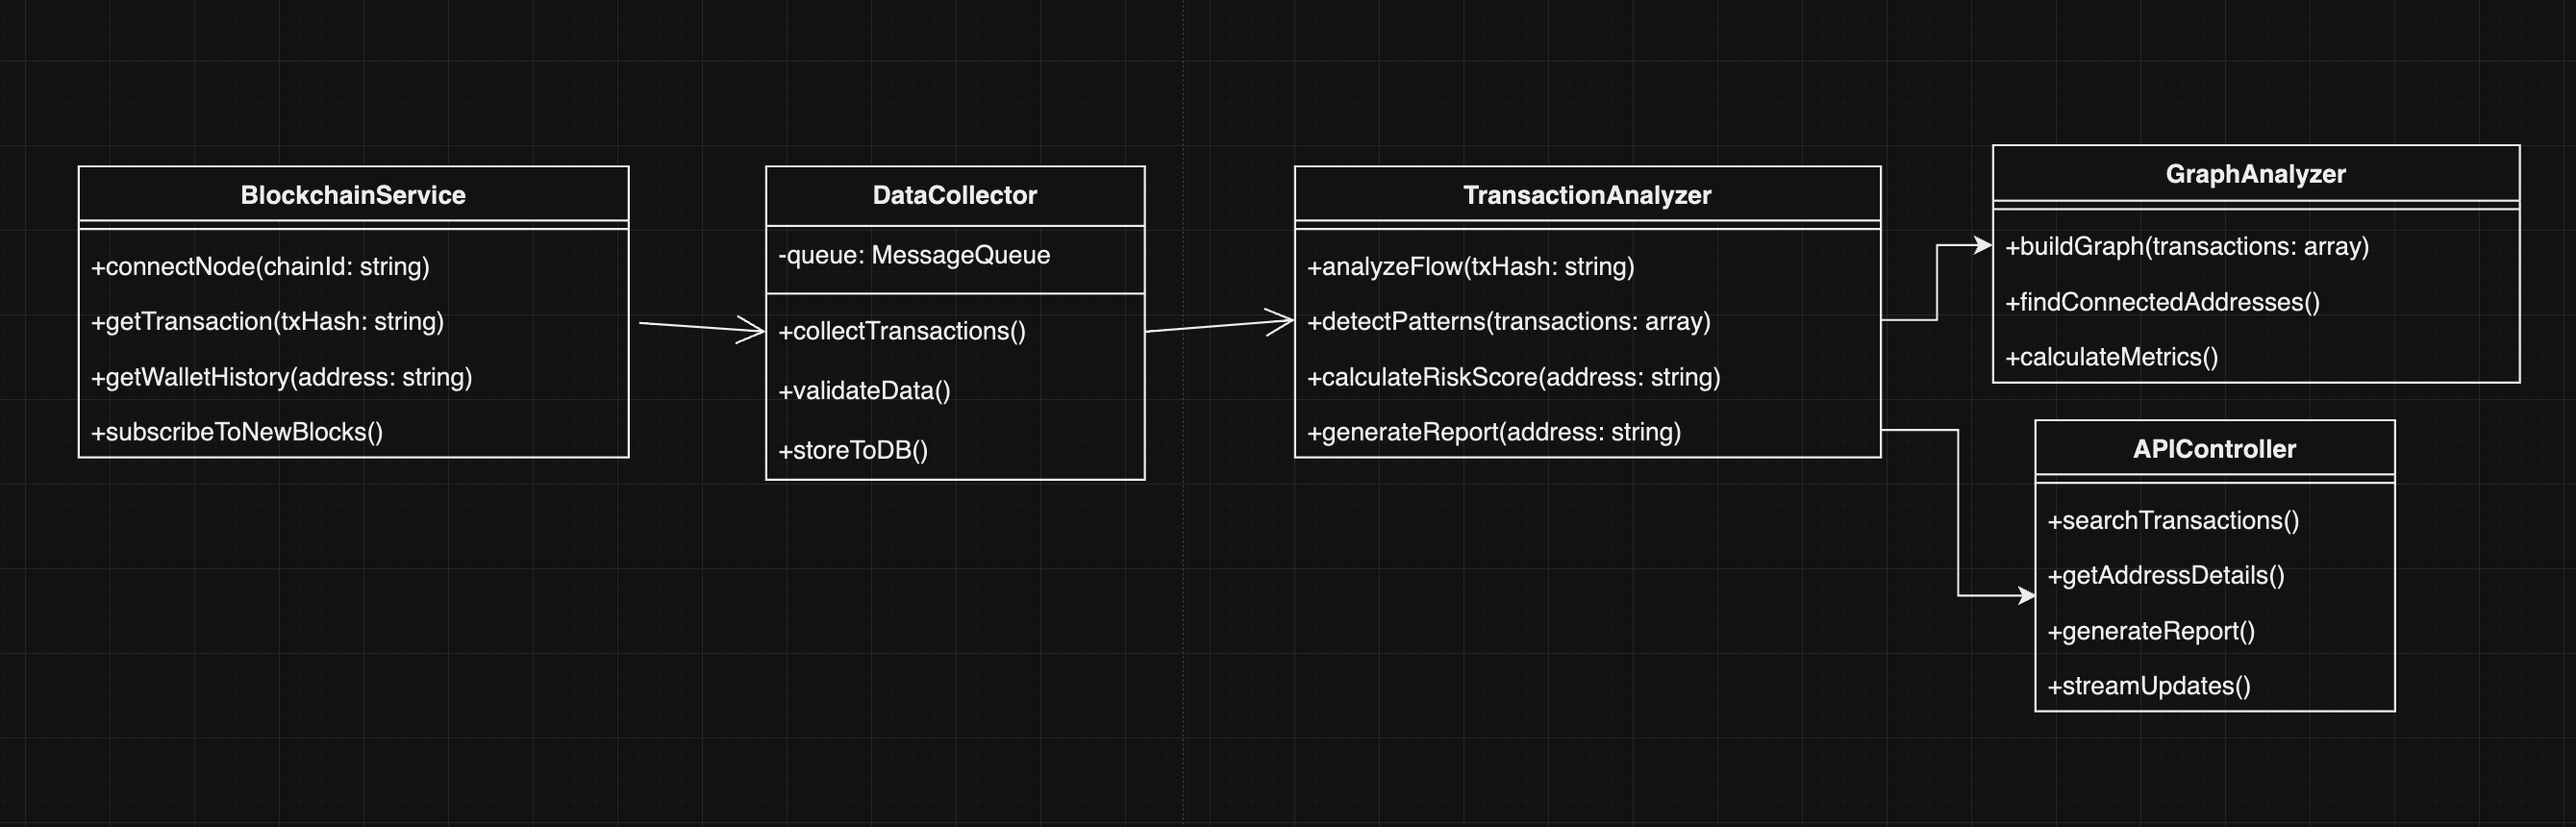 BlockchainService
+connectNode(chainId: string)
+getTransaction(txHash: string)
+getWalletHistory(address: string)
+subscribeToNewBlocks()
DataCollector
-queue: MessageQueue
+collectTransactions()
+validateData()
+storeToDB()
TransactionAnalyzer
+analyzeFlow(txHash: string)
+detectPatterns(transactions: array)
+calculateRiskScore(address: string)
+generateReport(address: string)
GraphAnalyzer
+buildGraph(transactions: array)
+findConnectedAddresses()
+calculateMetrics()
APIController
+searchTransactions()
+getAddressDetails()
+generateReport()
+streamUpdates()